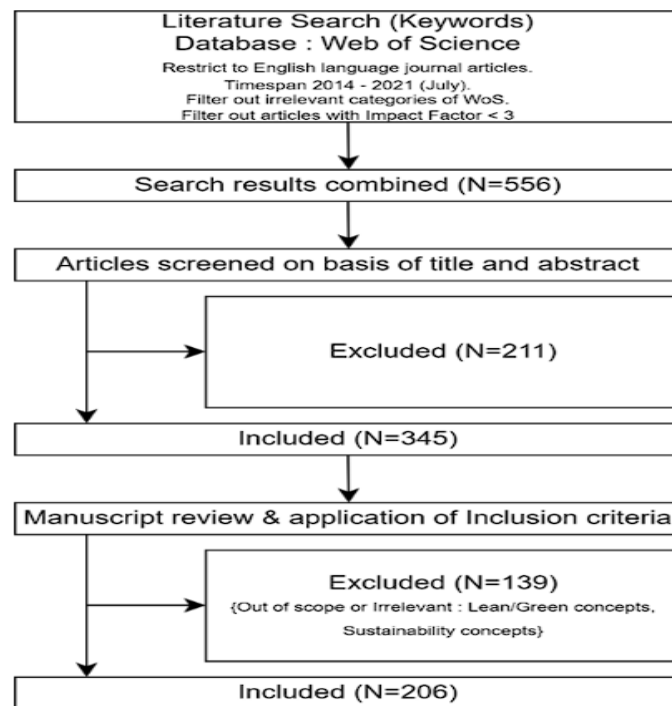 Literature Search (Keywords)
Database : Web of Science
Restrict to English language journal articles.
Timespan 2014 - 2021 (July).
Filter out irrelevant categories of WoS.
Filter out articles with Impact Factor < 3
Search results combined (N=556)
Articles screened on basis of title and abstract
Excluded (N=211)
Included (N=345)
Manuscript review & application of Inclusion criteria
Excluded (N=139)
{Out of scope or Irrelevant : Lean/Green concepts,
Sustainability concepts}
Included (N=206)